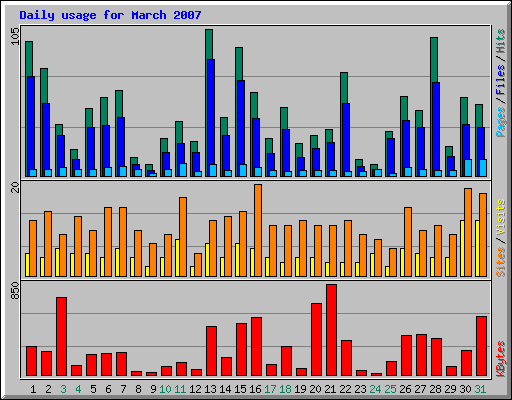 Daily usage for March 2007
105
Pages / Files / Hits
20
Sites / Visits
850
KBytes
1 2 3 4 5 6 7 8 9 10 11 12 13 14 15 16 17 18 19 20 21 22 23 24 25 26 27 28 29 30 31